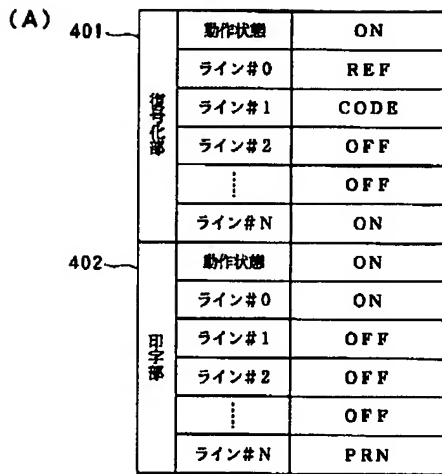 (A)
401
復号化部
動作状態 ON
ライン#0 REF
ライン#1 CODE
ライン#2 OFF
OFF
ライン#N ON
402
印字部
動作状態 ON
ライン#0 ON
ライン#1 OFF
ライン#2 OFF
OFF
ライン#N PRN